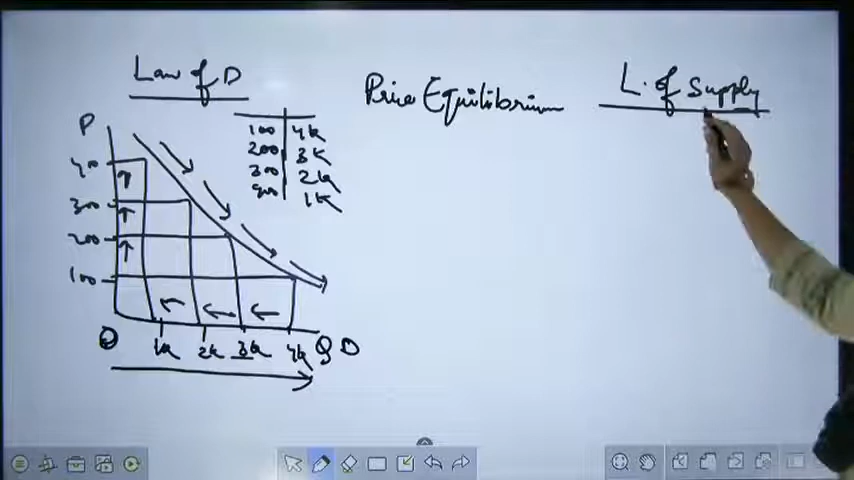 Law of D
Price Equilibrium
L. of Supply
P
100 4k
200 3k
300 2k
400 1k
400
300
200
100
O 1k 2k 3k 4k Q D